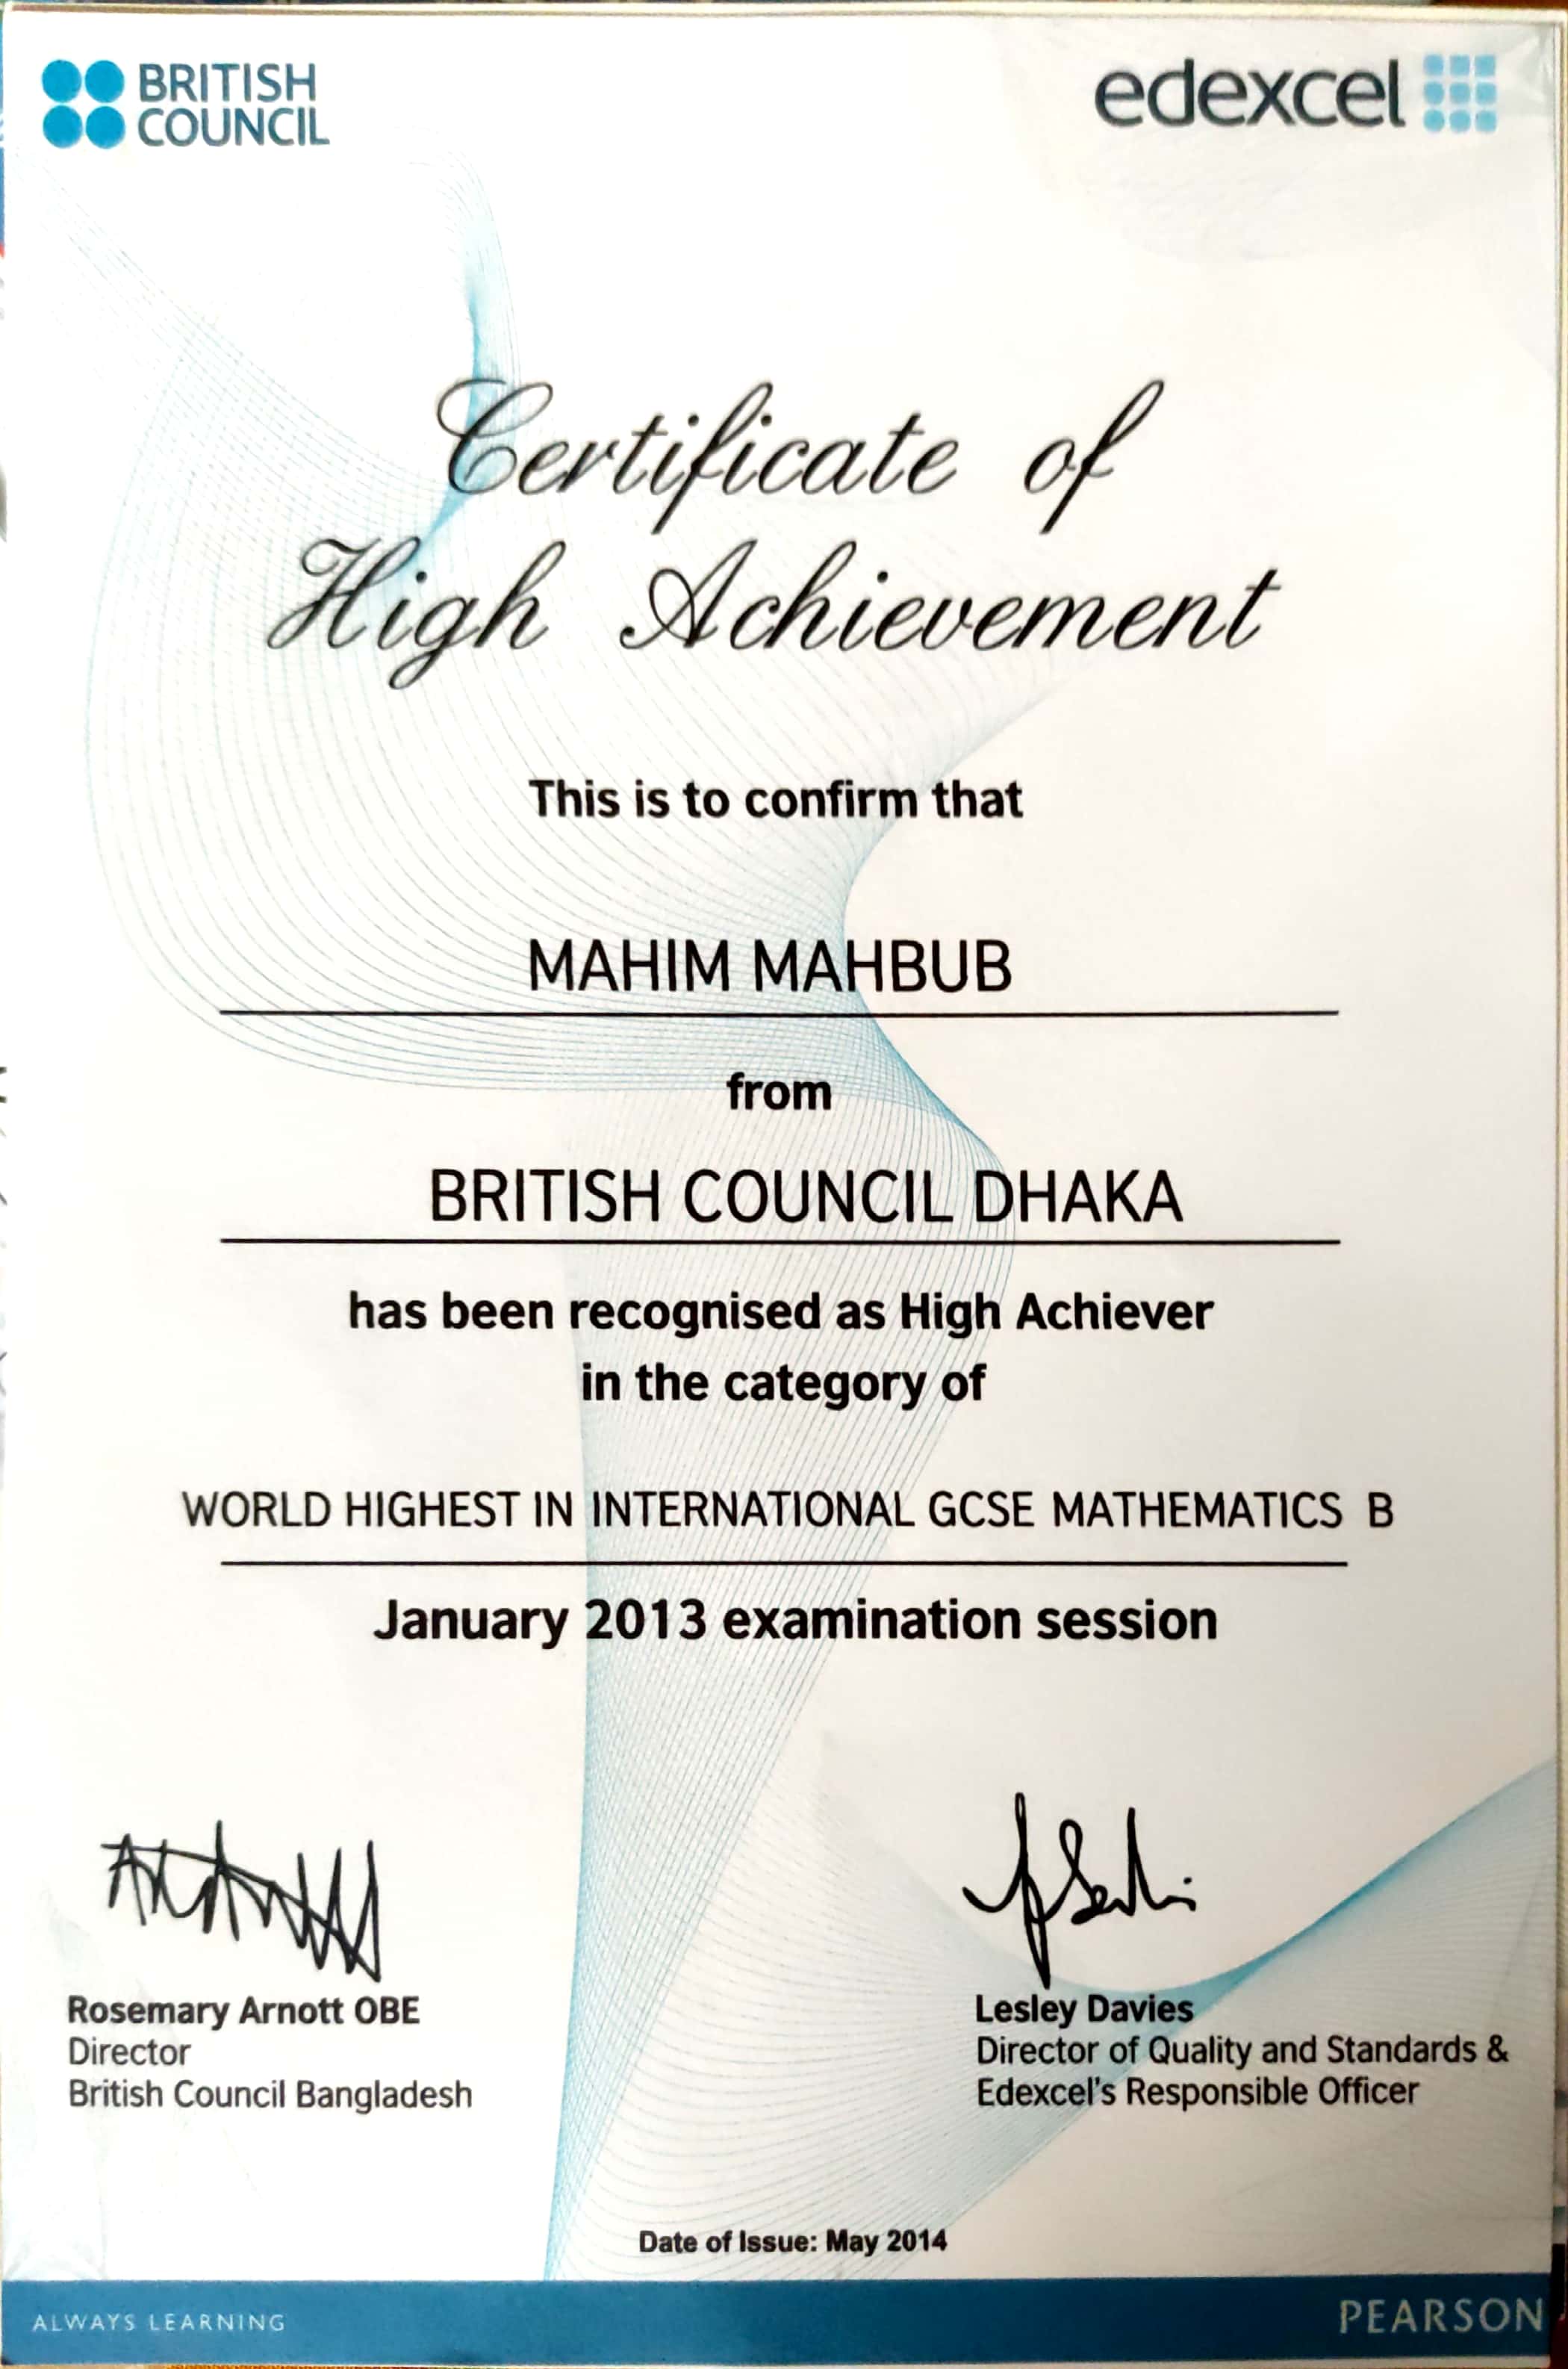 BRITISH
COUNCIL
edexcel
Certificate of
High Achievement
This is to confirm that
MAHIM MAHBUB
from
BRITISH COUNCIL DHAKA
has been recognised as High Achiever
in the category of
WORLD HIGHEST IN INTERNATIONAL GCSE MATHEMATICS B
January 2013 examination session
Rosemary Arnott OBE
Director
British Council Bangladesh
Lesley Davies
Director of Quality and Standards &
Edexcel's Responsible Officer
Date of Issue: May 2014
ALWAYS LEARNING
PEARSON